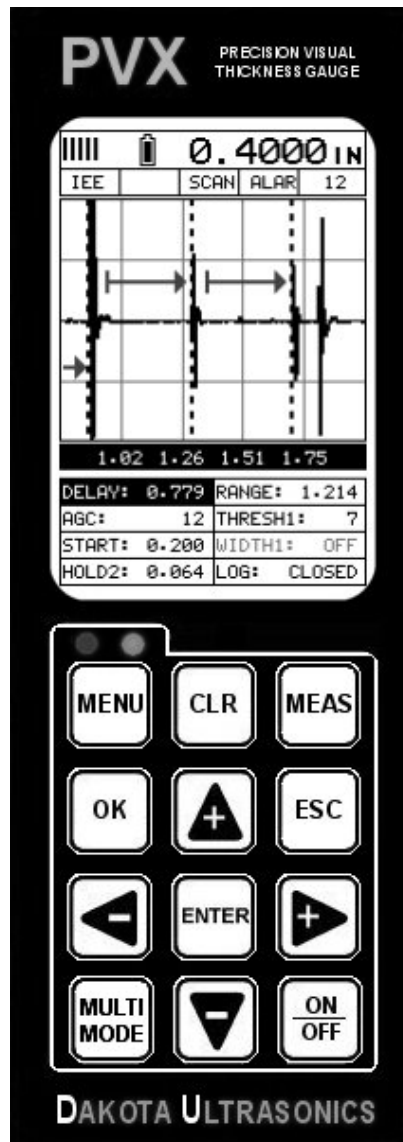 PVX PRECISION VISUAL
THICKNESS GAUGE
0.4000 IN
IEE SCAN ALAR 12
1.02 1.26 1.51 1.75
DELAY: 0.779 RANGE: 1.214
AGC: 12 THRESH1: 7
START: 0.200 WIDTH1: OFF
HOLD2: 0.064 LOG: CLOSED
MENU CLR MEAS
OK + ESC
- ENTER +
MULTI MODE - ON/OFF
DAKOTA ULTRASONICS